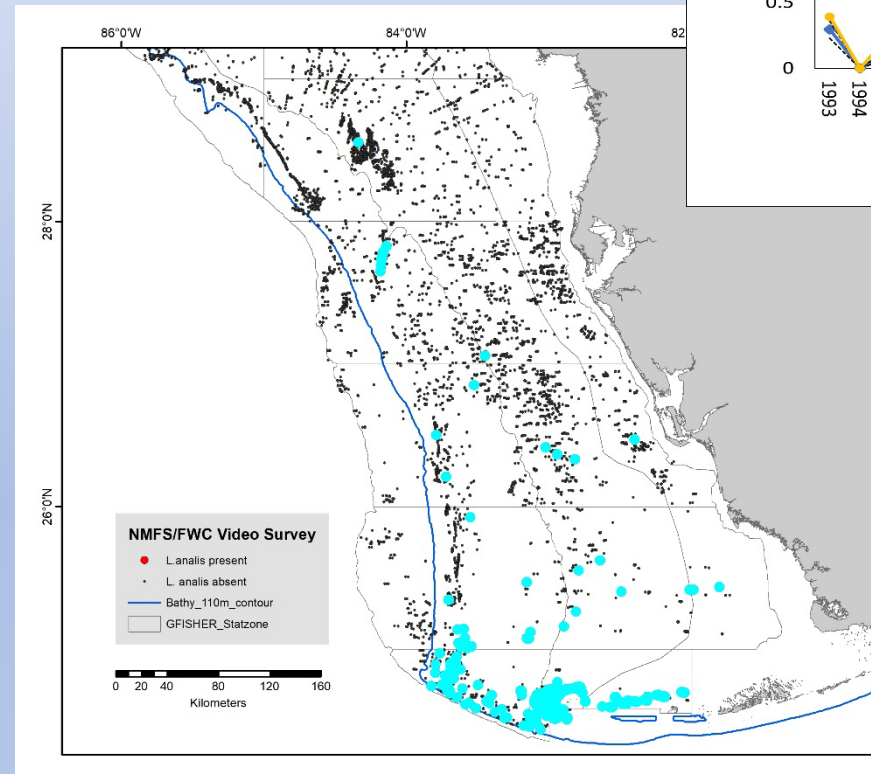 0.5
0
1993
1994
86°0'W
84°0'W
82
28°0'N
26°0'N
NMFS/FWC Video Survey
L.analis present
L. analis absent
Bathy_110m_contour
GFISHER_Statzone
0 20 40 80 120 160
Kilometers